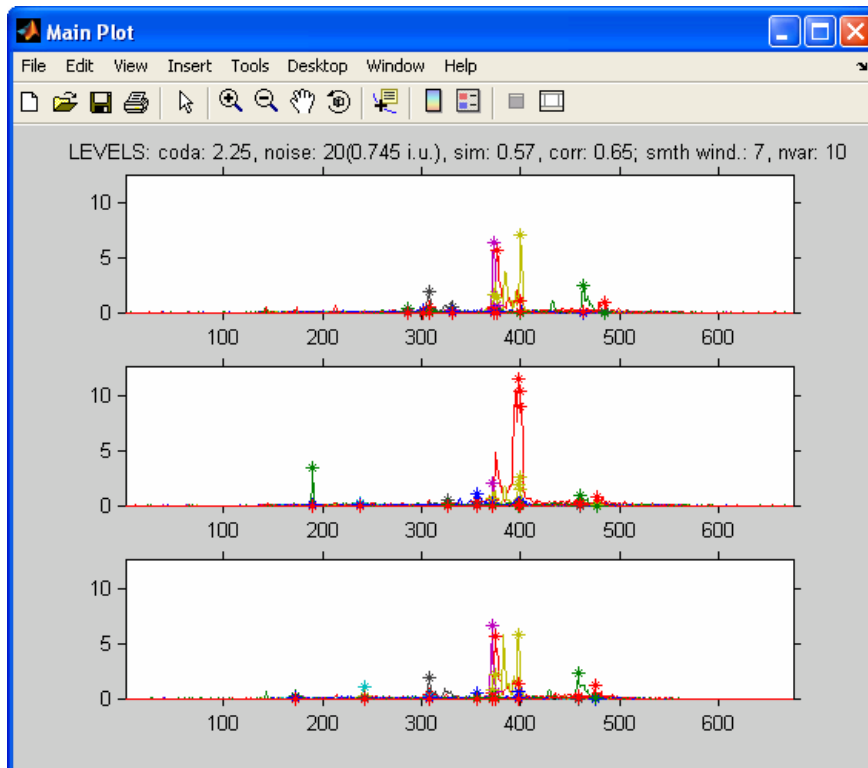 Main Plot
File Edit View Insert Tools Desktop Window Help
LEVELS: coda: 2.25, noise: 20(0.745 i.u.), sim: 0.57, corr: 0.65; smth wind.: 7, nvar: 10
10
5
0
100 200 300 400 500 600
10
5
0
100 200 300 400 500 600
10
5
0
100 200 300 400 500 600